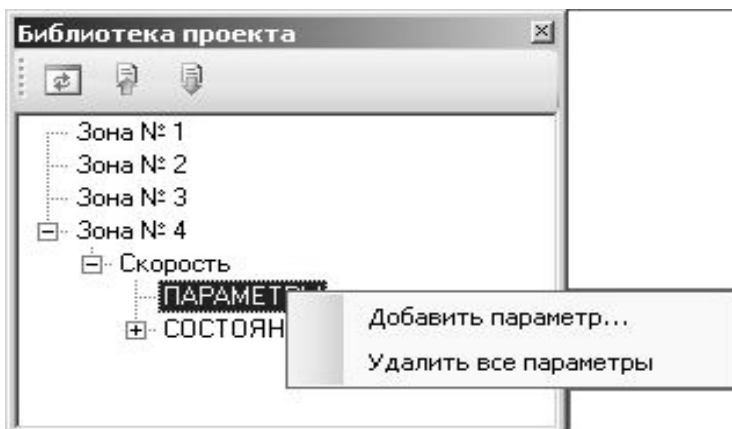 Библиотека проекта
Зона № 1
Зона № 2
Зона № 3
Зона № 4
Скорость
ПАРАМЕТРЫ
СОСТОЯН
Добавить параметр...
Удалить все параметры